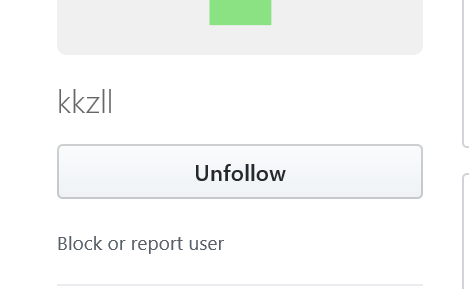 kkzll
Unfollow
Block or report user